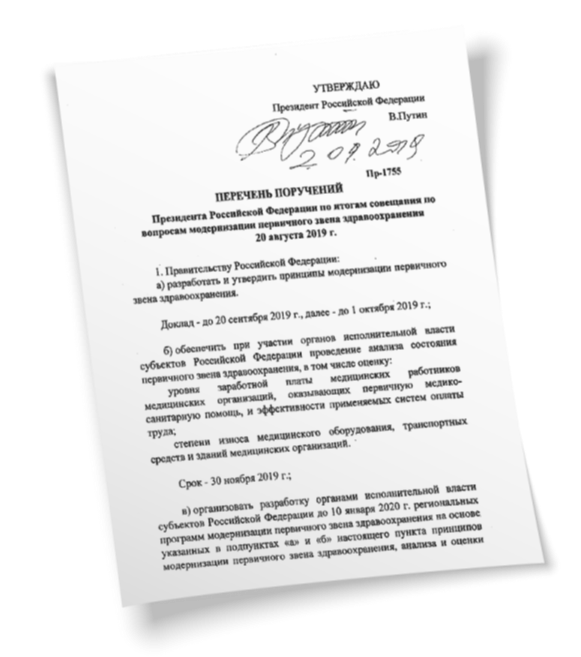 УТВЕРЖДАЮ
Президент Российской Федерации
В.Путин
2 09 2019
Пр-1755
ПЕРЕЧЕНЬ ПОРУЧЕНИЙ
Президента Российской Федерации по итогам совещания по
вопросам модернизации первичного звена здравоохранения
20 августа 2019 г.
1. Правительству Российской Федерации:
а) разработать и утвердить принципы модернизации первичного
звена здравоохранения.
Доклад - до 20 сентября 2019 г., далее - до 1 октября 2019 г.;
б) обеспечить при участии органов исполнительной власти
субъектов Российской Федерации проведение анализа состояния
первичного звена здравоохранения, в том числе оценку:
уровня заработной платы медицинских работников
медицинских организаций, оказывающих первичную медико-
санитарную помощь, и эффективности применяемых систем оплаты
труда;
степени износа медицинского оборудования, транспортных
средств и зданий медицинских организаций.
Срок - 30 ноября 2019 г.;
в) организовать разработку органами исполнительной власти
субъектов Российской Федерации до 10 января 2020 г. региональных
программ модернизации первичного звена здравоохранения на основе
указанных в подпунктах «а» и «б» настоящего пункта принципов
модернизации первичного звена здравоохранения, анализа и оценки